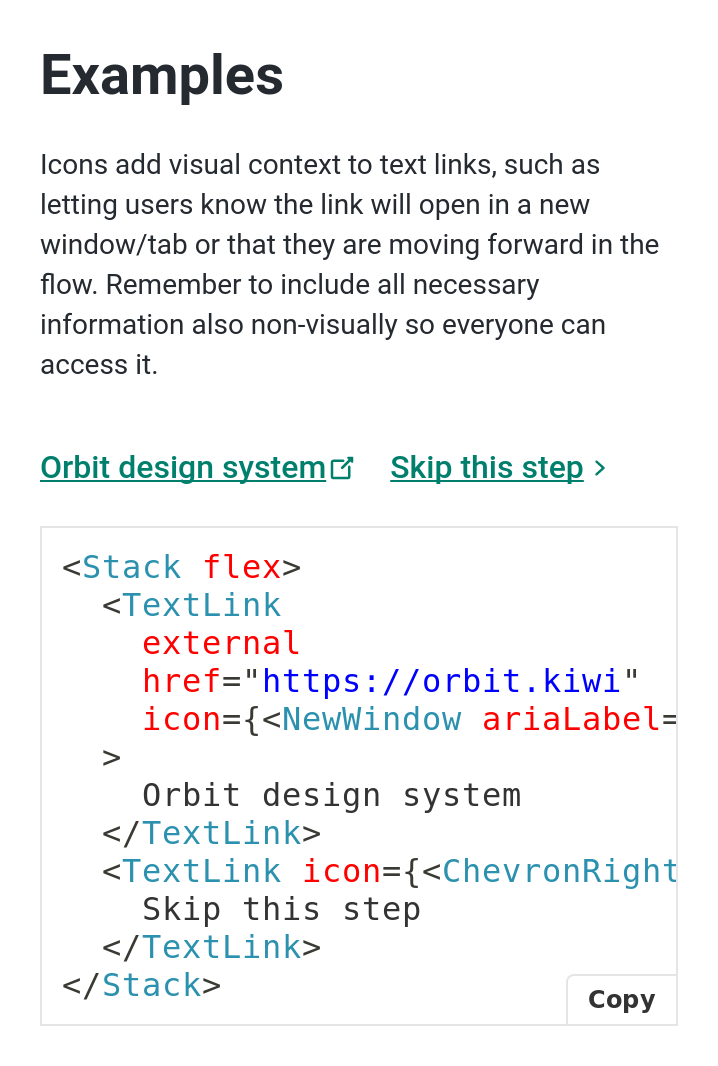 Examples
Icons add visual context to text links, such as
letting users know the link will open in a new
window/tab or that they are moving forward in the
flow. Remember to include all necessary
information also non-visually so everyone can
access it.
Orbit design system Skip this step
<Stack flex>
  <TextLink
    external
    href="https://orbit.kiwi"
    icon={<NewWindow ariaLabel=
  >
    Orbit design system
  </TextLink>
  <TextLink icon={<ChevronRight
    Skip this step
  </TextLink>
</Stack>
Copy